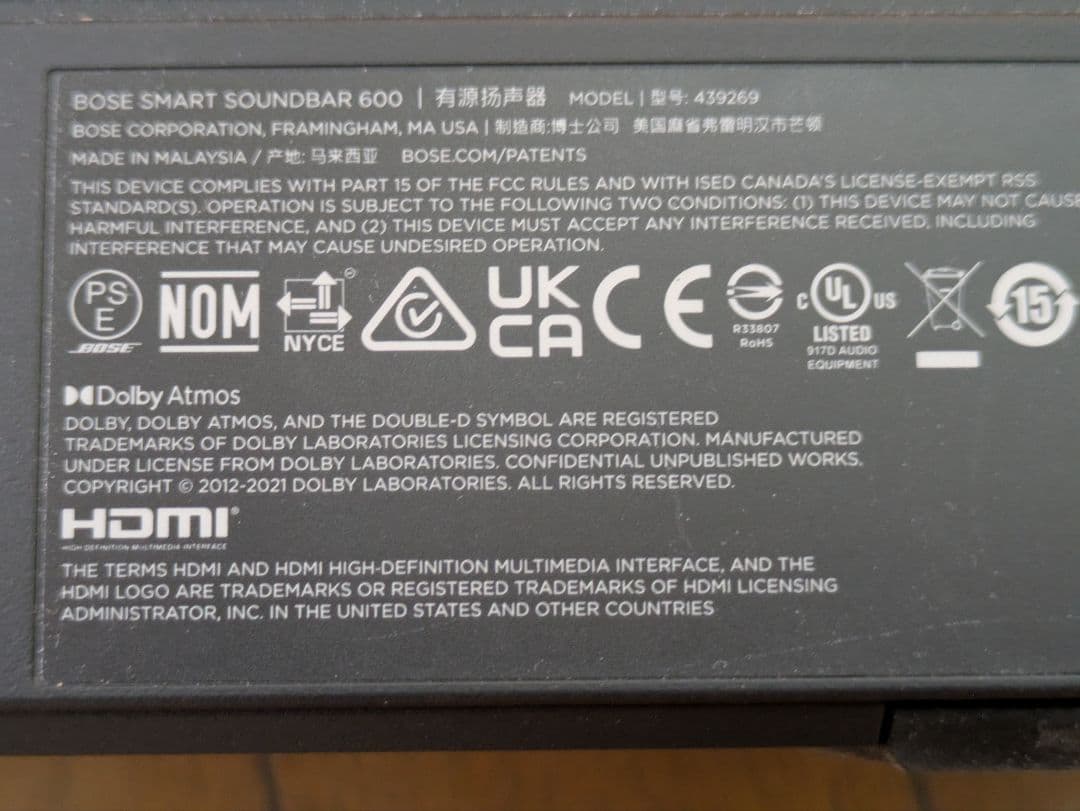 BOSE SMART SOUNDBAR 600 | 有源扬声器 MODEL | 型号: 439269
BOSE CORPORATION, FRAMINGHAM, MA USA | 制造商:博士公司 美国麻省弗雷明汉市芒顿
MADE IN MALAYSIA / 产地: 马来西亚 BOSE.COM/PATENTS
THIS DEVICE COMPLIES WITH PART 15 OF THE FCC RULES AND WITH ISED CANADA'S LICENSE-EXEMPT RSS
STANDARD(S). OPERATION IS SUBJECT TO THE FOLLOWING TWO CONDITIONS: (1) THIS DEVICE MAY NOT CAUSE
HARMFUL INTERFERENCE, AND (2) THIS DEVICE MUST ACCEPT ANY INTERFERENCE RECEIVED, INCLUDING
INTERFERENCE THAT MAY CAUSE UNDESIRED OPERATION.
PS E BOSE
NOM
NYCE
UK CA
CE
R33807
RoHS
C UL US
LISTED
917D AUDIO
EQUIPMENT
15
Dolby Atmos
DOLBY, DOLBY ATMOS, AND THE DOUBLE-D SYMBOL ARE REGISTERED
TRADEMARKS OF DOLBY LABORATORIES LICENSING CORPORATION. MANUFACTURED
UNDER LICENSE FROM DOLBY LABORATORIES. CONFIDENTIAL UNPUBLISHED WORKS.
COPYRIGHT © 2012-2021 DOLBY LABORATORIES. ALL RIGHTS RESERVED.
HDMI®
HIGH-DEFINITION MULTIMEDIA INTERFACE
THE TERMS HDMI AND HDMI HIGH-DEFINITION MULTIMEDIA INTERFACE, AND THE
HDMI LOGO ARE TRADEMARKS OR REGISTERED TRADEMARKS OF HDMI LICENSING
ADMINISTRATOR, INC. IN THE UNITED STATES AND OTHER COUNTRIES